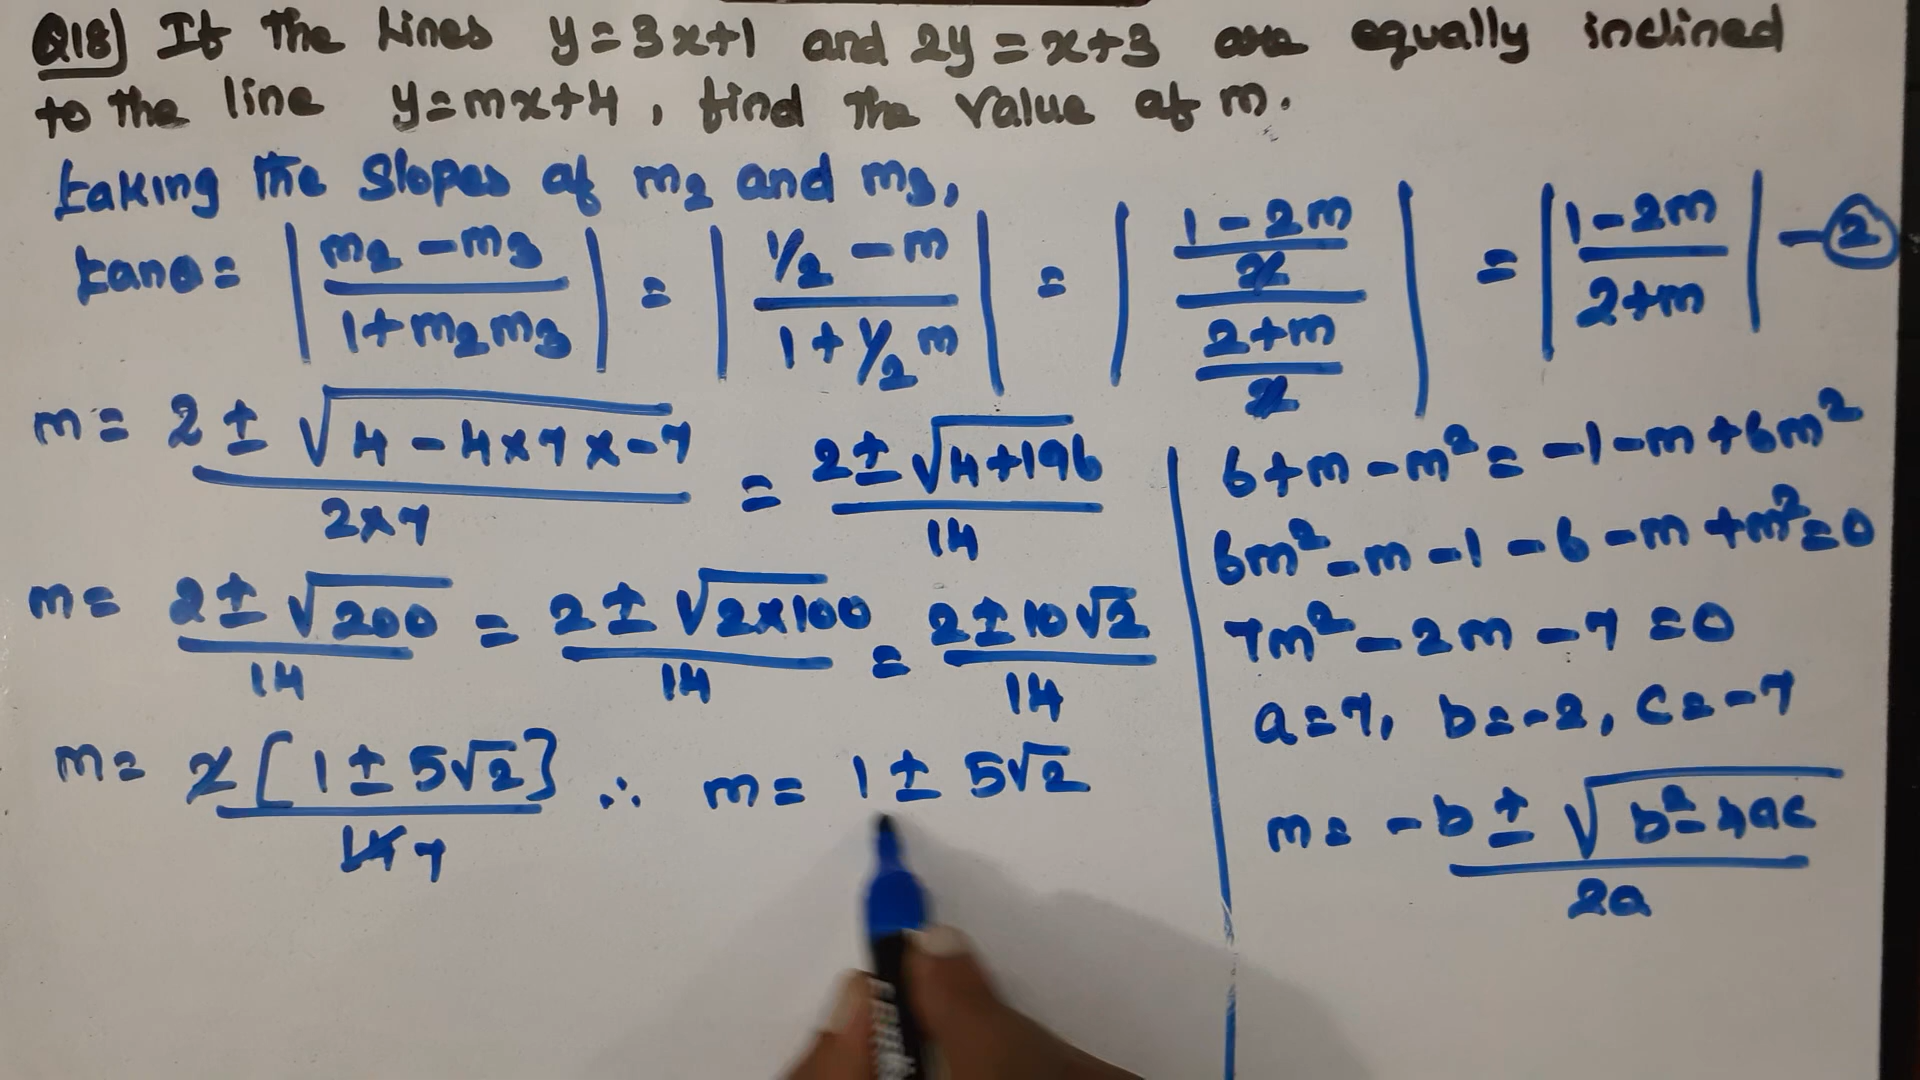 Q18) If the lines y=3x+1 and 2y=x+3 are equally inclined
to the line y=mx+4, find the value of m.
taking the slopes of m₂ and m₃,
tanθ = |(m₂ - m₃)/(1+m₂m₃)| = |(1/2 - m)/(1+1/2 m)| = |((1-2m)/2)/((2+m)/2)| = |(1-2m)/(2+m)| - ②
m = (2 ± √(4-4×7×-7))/(2×7) = (2 ± √(4+196))/14
m = (2 ± √200)/14 = (2 ± √(2×100))/14 = (2 ± 10√2)/14
m = 2[1 ± 5√2]/14 7 ∴ m = 1 ± 5√2
6+m-m² = -1-m+6m²
6m²-m-1-6-m+m²=0
7m²-2m-7=0
a=7, b=-2, c=-7
m = (-b ± √(b²-4ac))/2a